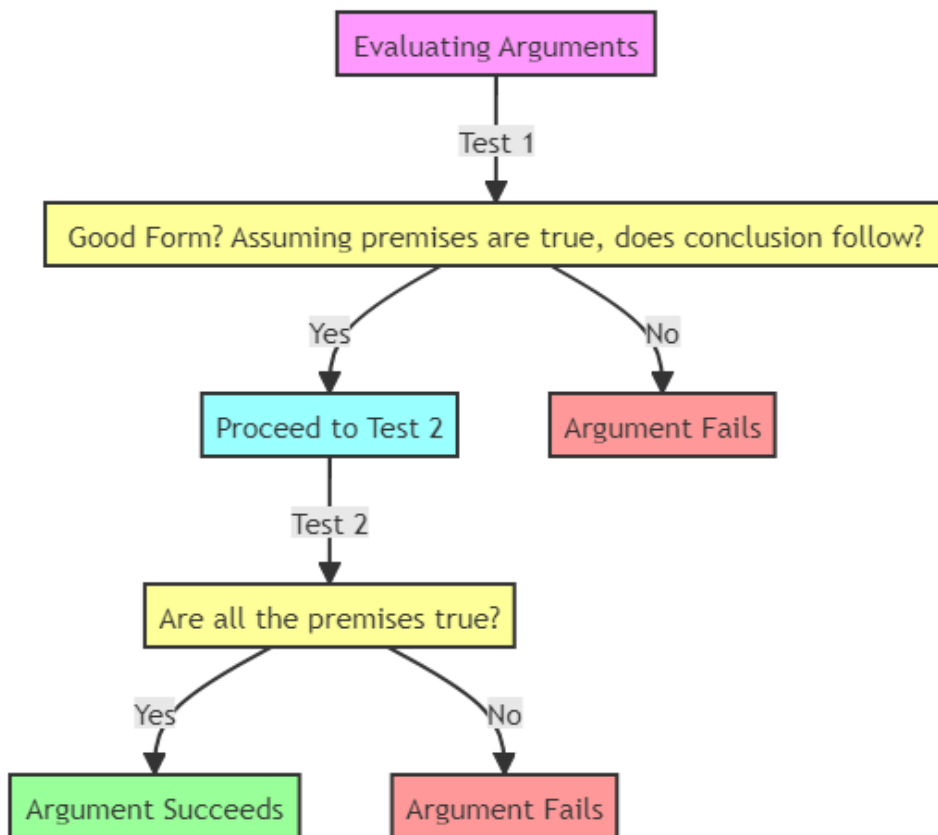 Evaluating Arguments
Test 1
Good Form? Assuming premises are true, does conclusion follow?
Yes
No
Proceed to Test 2
Argument Fails
Test 2
Are all the premises true?
Yes
No
Argument Succeeds
Argument Fails